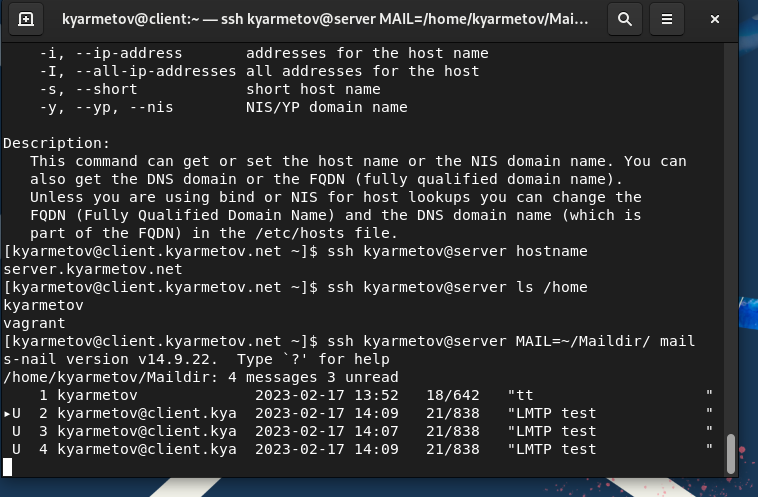 kyarmetov@client:~ — ssh kyarmetov@server MAIL=/home/kyarmetov/Mai…
-i, --ip-address       addresses for the host name
-I, --all-ip-addresses all addresses for the host
-s, --short            short host name
-y, --yp, --nis        NIS/YP domain name
Description:
This command can get or set the host name or the NIS domain name. You can
also get the DNS domain or the FQDN (fully qualified domain name).
Unless you are using bind or NIS for host lookups you can change the
FQDN (Fully Qualified Domain Name) and the DNS domain name (which is
part of the FQDN) in the /etc/hosts file.
[kyarmetov@client.kyarmetov.net ~]$ ssh kyarmetov@server hostname
server.kyarmetov.net
[kyarmetov@client.kyarmetov.net ~]$ ssh kyarmetov@server ls /home
kyarmetov
vagrant
[kyarmetov@client.kyarmetov.net ~]$ ssh kyarmetov@server MAIL=~/Maildir/ mail
s-nail version v14.9.22.  Type `?' for help
/home/kyarmetov/Maildir: 4 messages 3 unread
1 kyarmetov             2023-02-17 13:52   18/642   "tt                   "
▸U  2 kyarmetov@client.kya  2023-02-17 14:09   21/838   "LMTP test            "
U  3 kyarmetov@client.kya  2023-02-17 14:07   21/838   "LMTP test            "
U  4 kyarmetov@client.kya  2023-02-17 14:09   21/838   "LMTP test            "